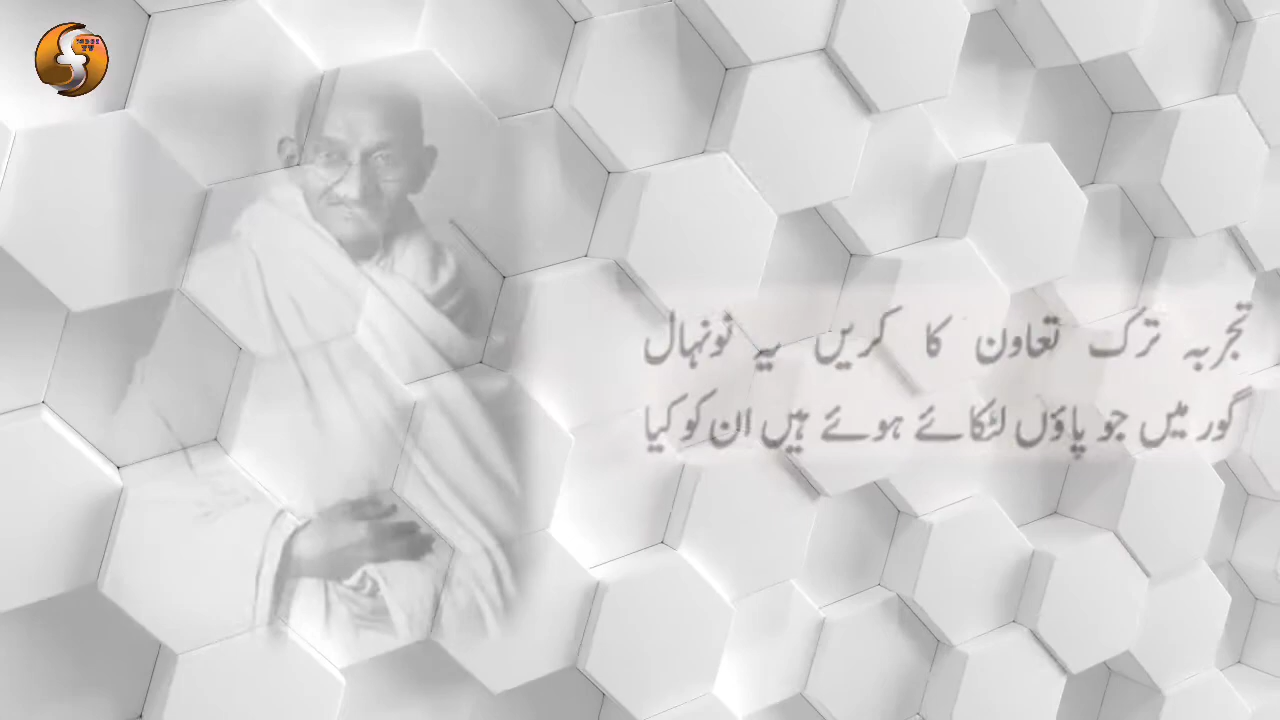 تجربہ ترک تعاون کا کریں یہ نونہال
گور میں جو پاؤں لٹکائے ہوئے ہیں ان کو کیا